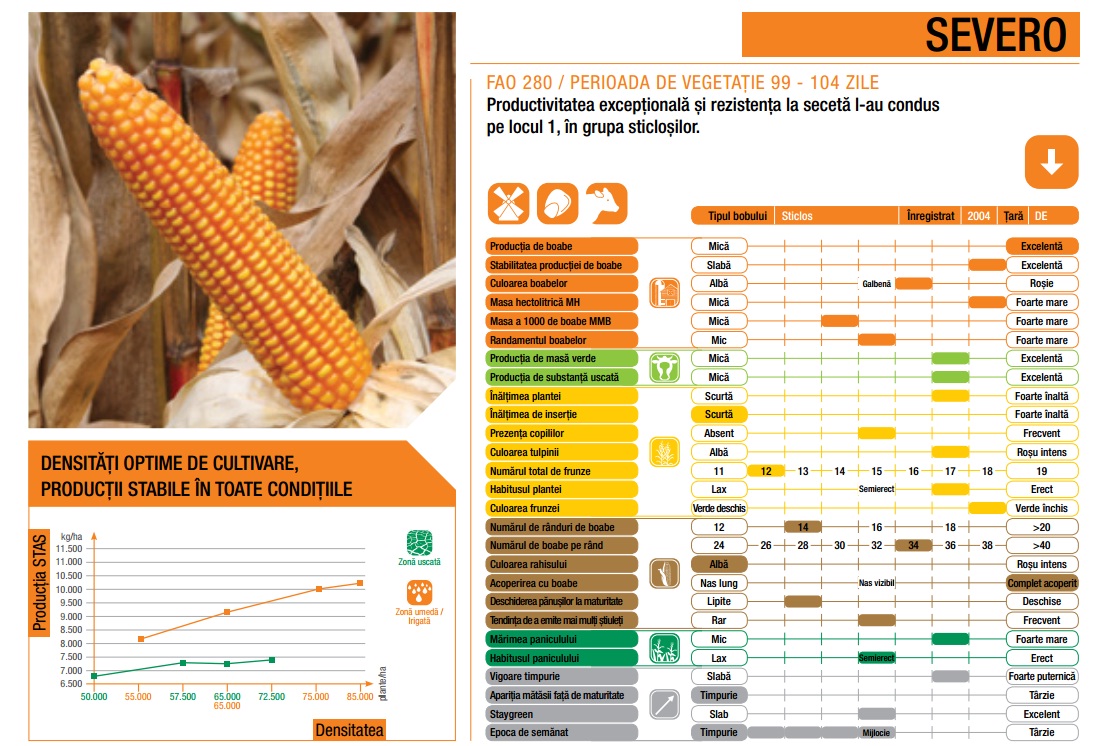 SEVERO
FAO 280 / PERIOADA DE VEGETAȚIE 99 - 104 ZILE
Productivitatea excepțională și rezistența la secetă l-au condus
pe locul 1, în grupa sticloșilor.
Tipul bobului Sticlos Înregistrat 2004 Țară DE
Producția de boabe Mică Excelentă
Stabilitatea producției de boabe Slabă Excelentă
Culoarea boabelor Albă Galbenă Roșie
Masa hectolitrică MH Mică Foarte mare
Masa a 1000 de boabe MMB Mică Foarte mare
Randamentul boabelor Mic Foarte mare
Producția de masă verde Mică Excelentă
Producția de substanță uscată Mică Excelentă
Înălțimea plantei Scurtă Foarte înaltă
Înălțimea de inserție Scurtă Foarte înaltă
Prezența copililor Absent Frecvent
Culoarea tulpinii Albă Roșu intens
Numărul total de frunze 11 12 13 14 15 16 17 18 19
Habitusul plantei Lax Semierect Erect
Culoarea frunzei Verde deschis Verde închis
Numărul de rânduri de boabe 12 14 16 18 >20
Numărul de boabe pe rând 24 26 28 30 32 34 36 38 >40
Culoarea rahisului Albă Roșu intens
Acoperirea cu boabe Nas lung Nas vizibil Complet acoperit
Deschiderea pănușilor la maturitate Lipite Deschise
Tendința de a emite mai mulți știuleți Rar Frecvent
Mărimea paniculului Mic Foarte mare
Habitusul paniculului Lax Semierect Erect
Vigoare timpurie Slabă Foarte puternică
Apariția mătăsii față de maturitate Timpurie Târzie
Staygreen Slab Excelent
Epoca de semănat Timpurie Mijlocie Târzie
DENSITĂȚI OPTIME DE CULTIVARE,
PRODUCȚII STABILE ÎN TOATE CONDIȚIILE
Producția STAS
kg/ha
11.500
11.000
10.000
9.500
9.000
8.500
8.000
7.500
7.000
6.500
50.000 55.000 57.500 65.000 72.500 75.000 85.000
65.000
plante/ha
Densitatea
Zonă uscată
Zonă umedă /
Irigată